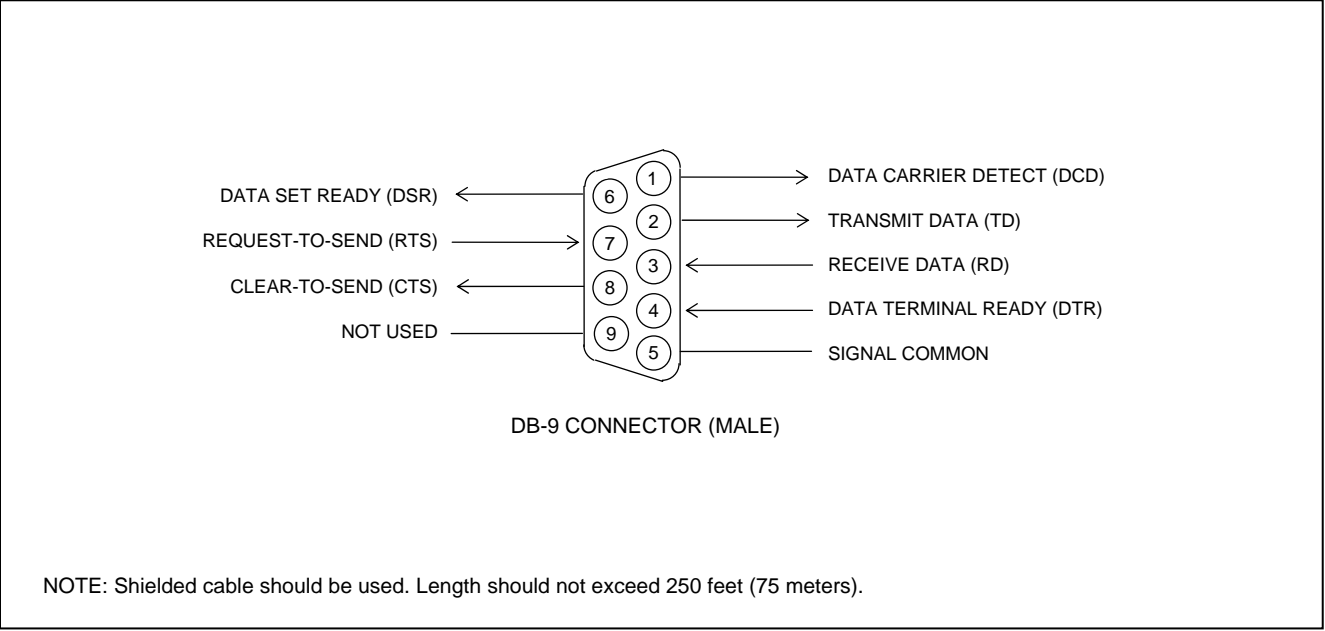 DATA SET READY (DSR)
REQUEST-TO-SEND (RTS)
CLEAR-TO-SEND (CTS)
NOT USED
6
7
8
9
1
2
3
4
5
DATA CARRIER DETECT (DCD)
TRANSMIT DATA (TD)
RECEIVE DATA (RD)
DATA TERMINAL READY (DTR)
SIGNAL COMMON
DB-9 CONNECTOR (MALE)
NOTE: Shielded cable should be used. Length should not exceed 250 feet (75 meters).